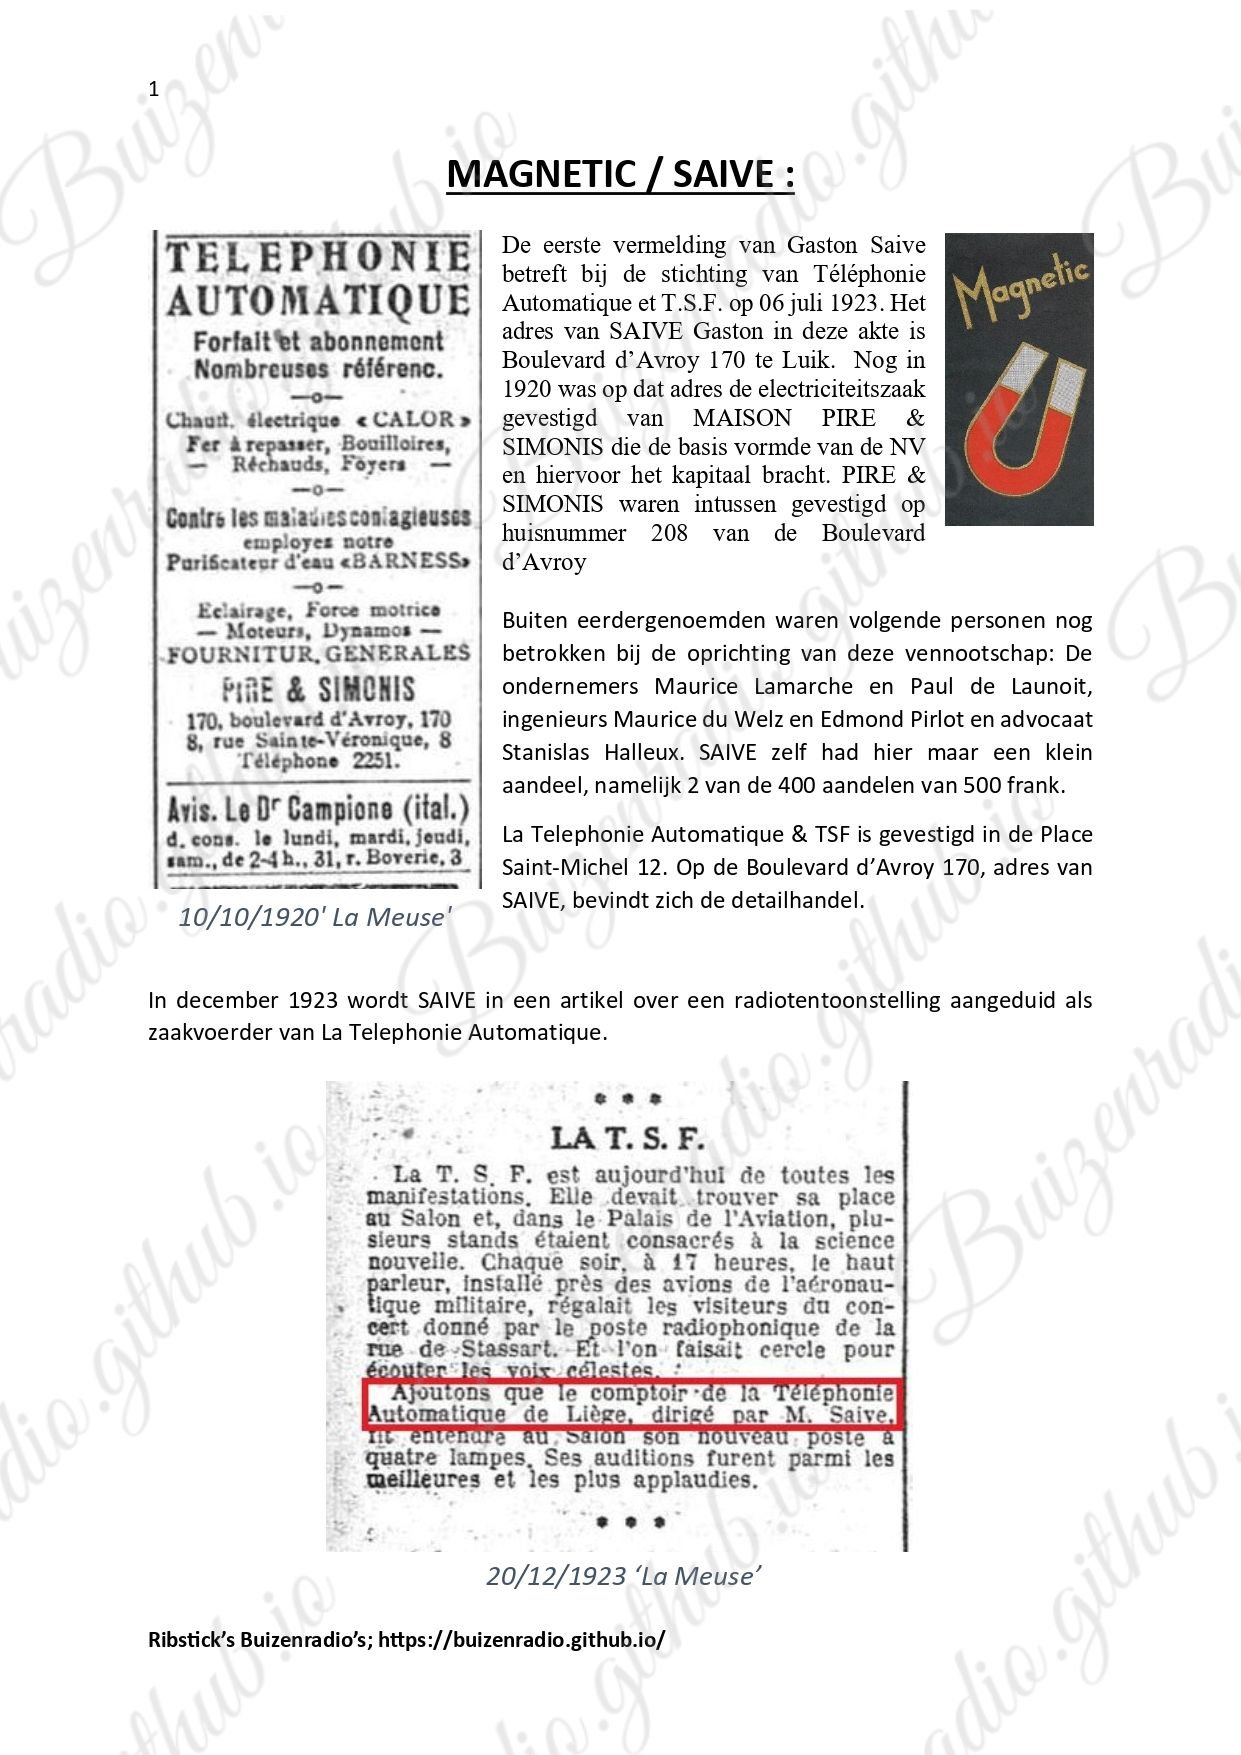 1
MAGNETIC / SAIVE :
TELEPHONIE
AUTOMATIQUE
Forfait et abonnement
Nombreuses référenc.
—o—
Chauff. électrique « CALOR »
Fer à repasser, Bouilloires,
— Réchauds, Foyers —
—o—
Contre les maladies contagieuses
employez notre
Purificateur d'eau «BARNESS»
—o—
Eclairage, Force motrice
— Moteurs, Dynamos —
FOURNITUR. GENERALES
PIRE & SIMONIS
170, boulevard d'Avroy, 170
8, rue Sainte-Véronique, 8
Téléphone 2251.
Avis. Le Dr Campione (ital.)
d. cons. le lundi, mardi, jeudi,
sam., de 2-4 h., 31, r. Boverie, 3
10/10/1920' La Meuse'
De eerste vermelding van Gaston Saive
betreft bij de stichting van Téléphonie
Automatique et T.S.F. op 06 juli 1923. Het
adres van SAIVE Gaston in deze akte is
Boulevard d’Avroy 170 te Luik. Nog in
1920 was op dat adres de electriciteitszaak
gevestigd van MAISON PIRE &
SIMONIS die de basis vormde van de NV
en hiervoor het kapitaal bracht. PIRE &
SIMONIS waren intussen gevestigd op
huisnummer 208 van de Boulevard
d’Avroy
Magnetic
Buiten eerdergenoemden waren volgende personen nog
betrokken bij de oprichting van deze vennootschap: De
ondernemers Maurice Lamarche en Paul de Launoit,
ingenieurs Maurice du Welz en Edmond Pirlot en advocaat
Stanislas Halleux. SAIVE zelf had hier maar een klein
aandeel, namelijk 2 van de 400 aandelen van 500 frank.
La Telephonie Automatique & TSF is gevestigd in de Place
Saint-Michel 12. Op de Boulevard d’Avroy 170, adres van
SAIVE, bevindt zich de detailhandel.
In december 1923 wordt SAIVE in een artikel over een radiotentoonstelling aangeduid als
zaakvoerder van La Telephonie Automatique.
* * *
LA T. S. F.
La T. S. F. est aujourd'hui de toutes les
manifestations. Elle devait trouver sa place
au Salon et, dans le Palais de l'Aviation, plu-
sieurs stands étaient consacrés à la science
nouvelle. Chaque soir, à 17 heures, le haut
parleur, installé près des avions de l'aéronau-
tique militaire, régalait les visiteurs du con-
cert donné par le poste radiophonique de la
rue de Stassart. Et l'on faisait cercle pour
écouter les voix célestes.
Ajoutons que le comptoir de la Téléphonie
Automatique de Liège, dirigé par M. Saive,
fit entendre au Salon son nouveau poste à
quatre lampes. Ses auditions furent parmi les
meilleures et les plus applaudies.
* * *
20/12/1923 ‘La Meuse’
Ribstick’s Buizenradio’s; https://buizenradio.github.io/
Buizenradio.github.io